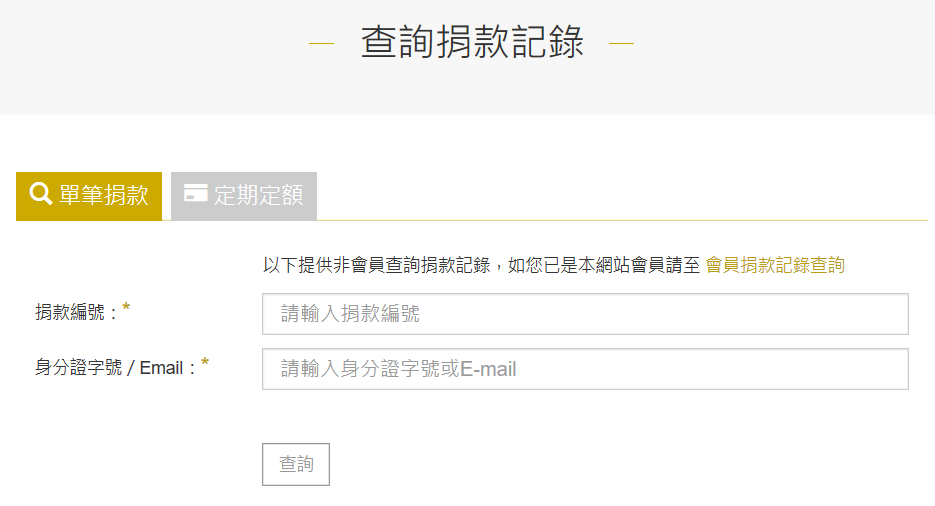 查詢捐款記錄
單筆捐款 定期定額
以下提供非會員查詢捐款記錄，如您已是本網站會員請至 會員捐款記錄查詢
捐款編號：* 請輸入捐款編號
身分證字號 / Email：* 請輸入身分證字號或E-mail
查詢